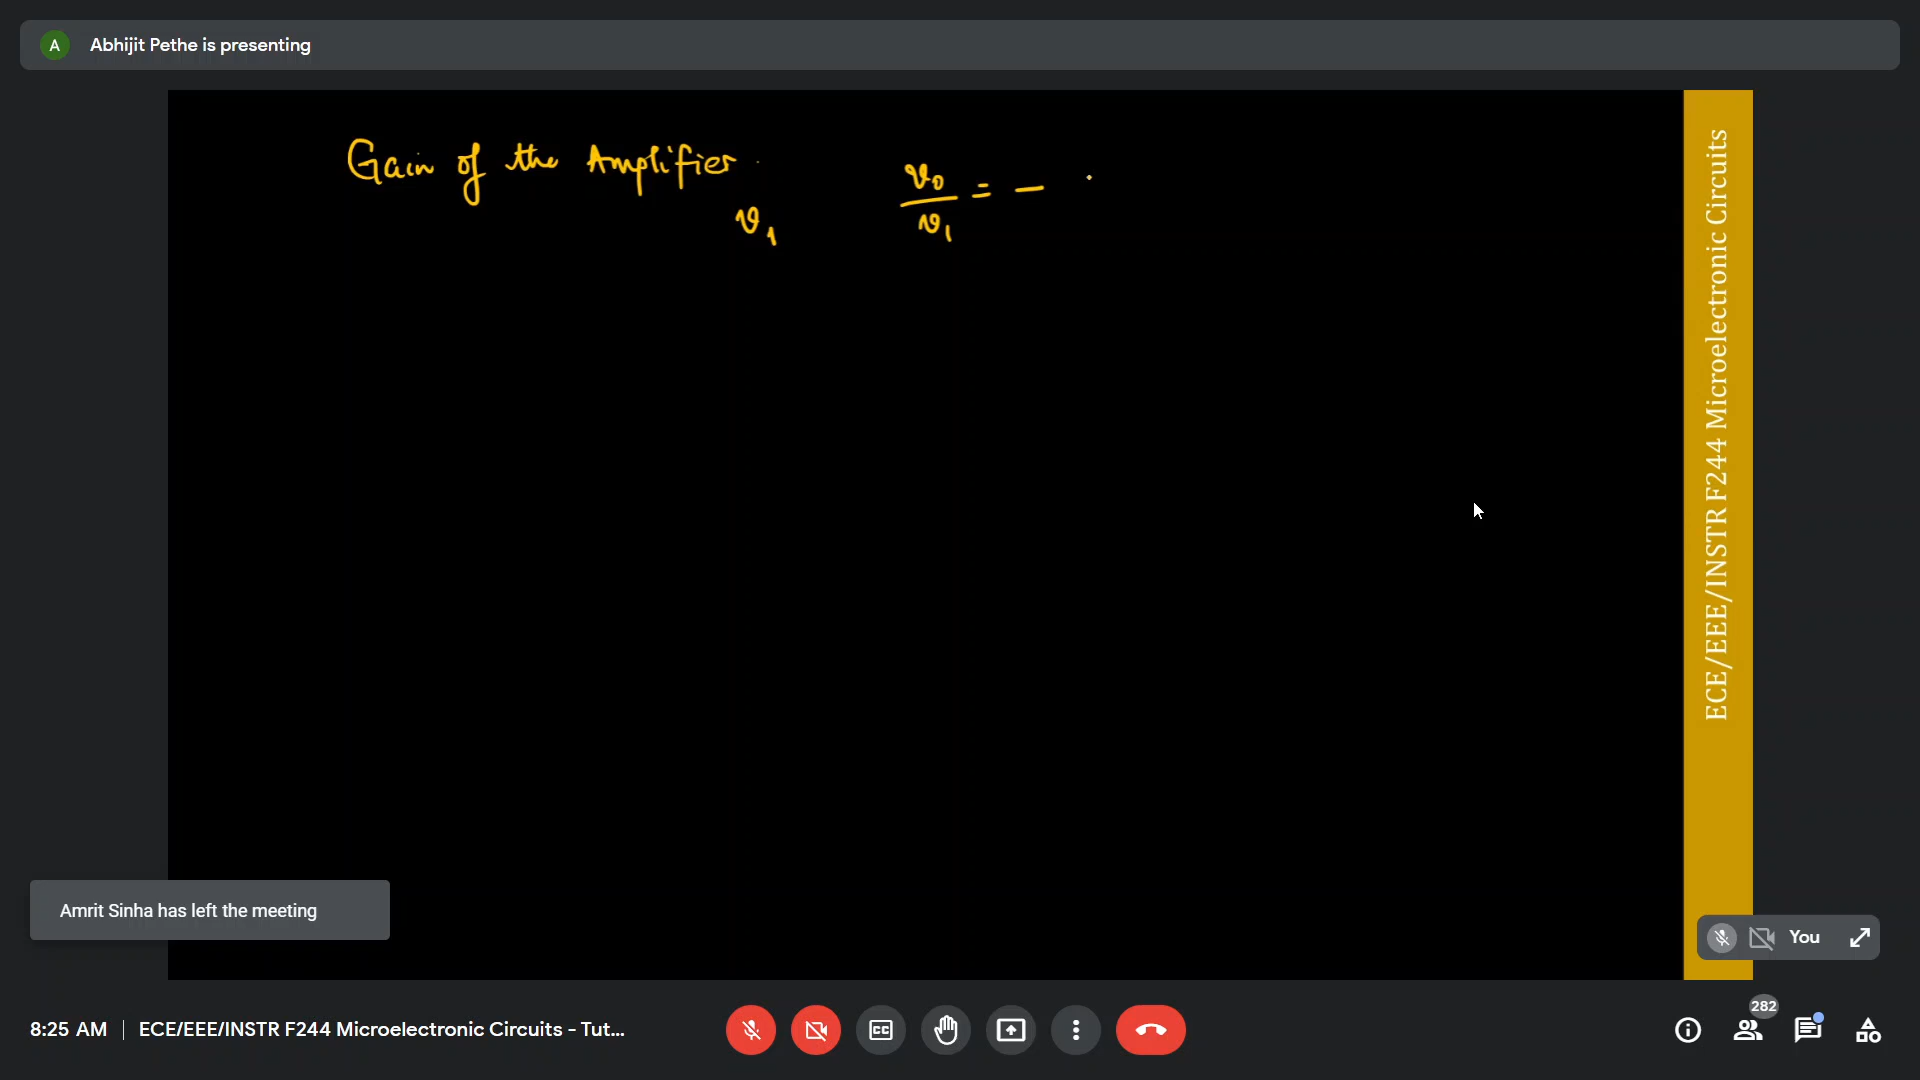 A Abhijit Pethe is presenting
Gain of the Amplifier
v₁
v₀/v₁ = −
ECE/EEE/INSTR F244 Microelectronic Circuits
Amrit Sinha has left the meeting
You
8:25 AM | ECE/EEE/INSTR F244 Microelectronic Circuits - Tut...
CC
282